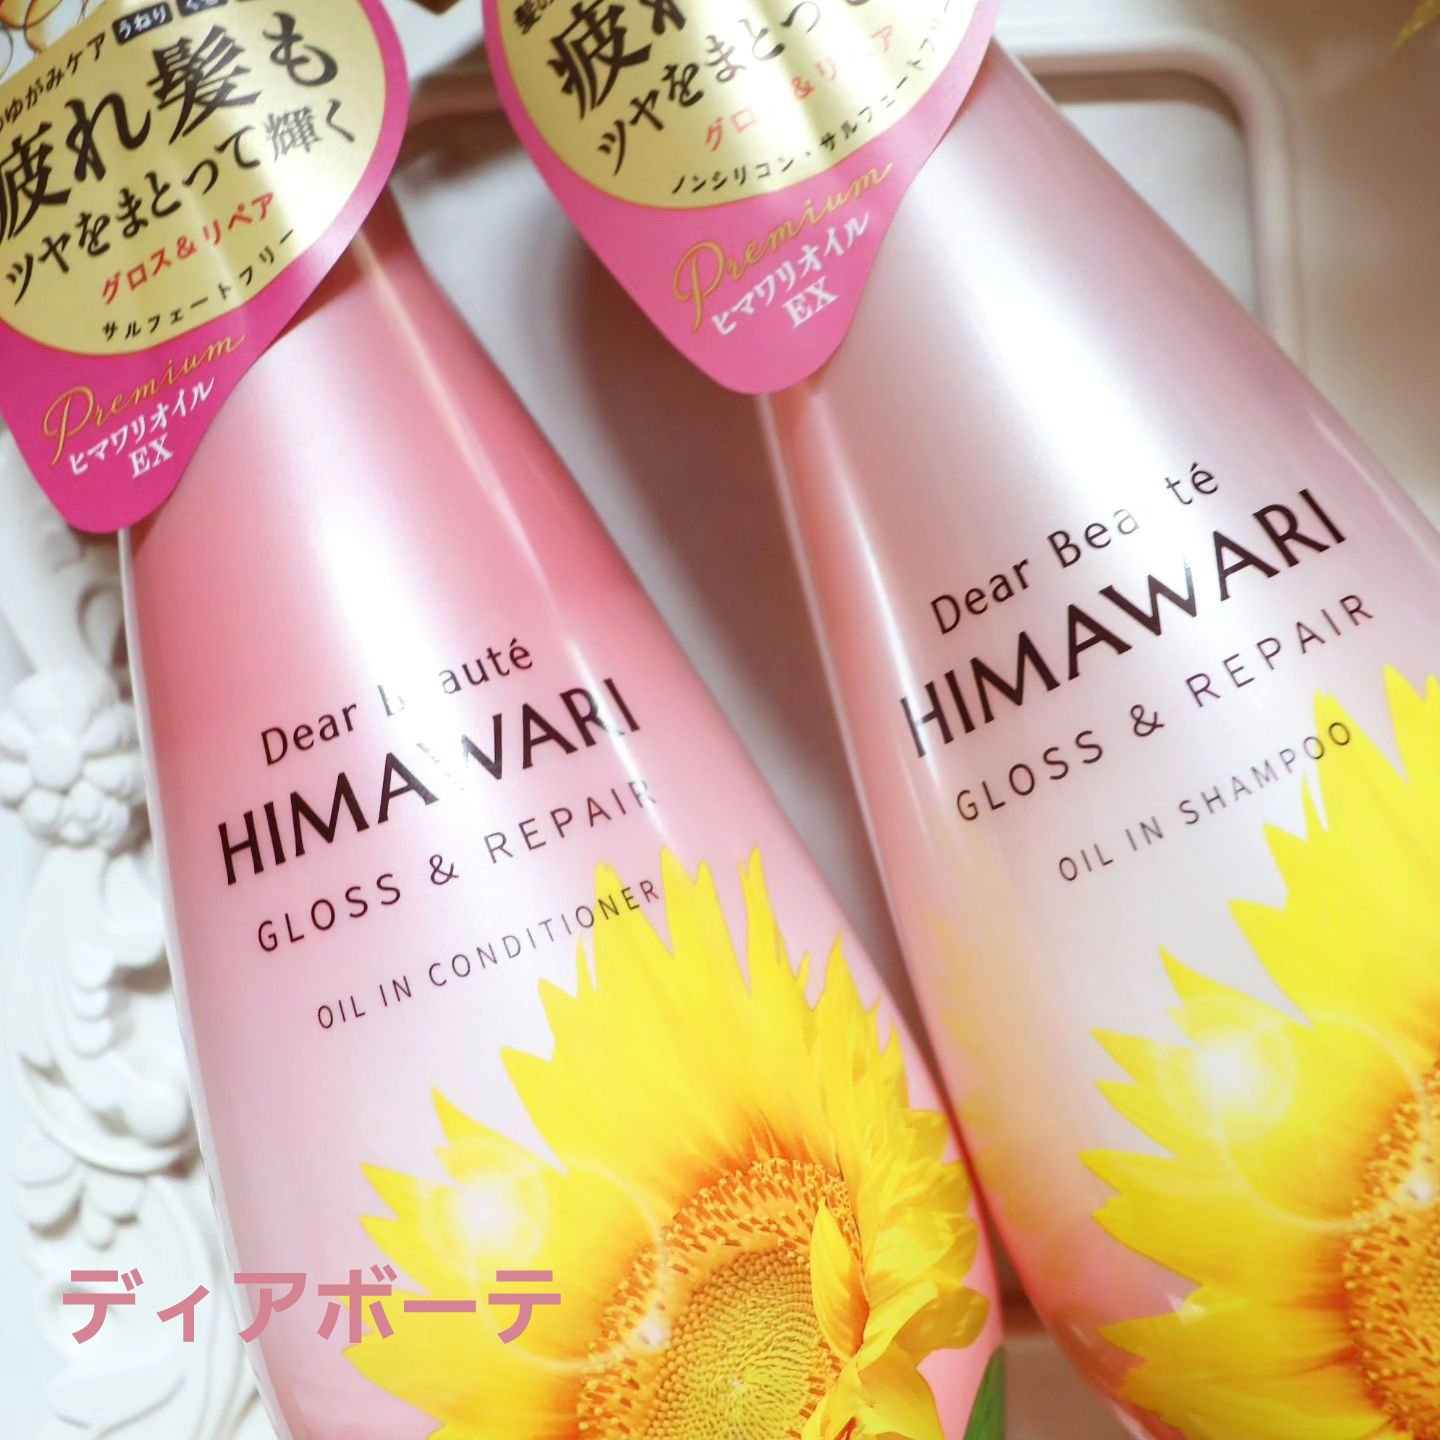 ゆがみケア うねり
疲れ髪も
ツヤをまとって輝く
グロス&リペア
サルフェートフリー
Premium
ヒマワリオイル
EX
Dear Beauté
HIMAWARI
GLOSS & REPAIR
OIL IN CONDITIONER
疲れ
ツヤをまとって
グロス&リペア
ノンシリコン・サルフェートフリー
Premium
ヒマワリオイル
EX
Dear Beauté
HIMAWARI
GLOSS & REPAIR
OIL IN SHAMPOO
ディアボーテ